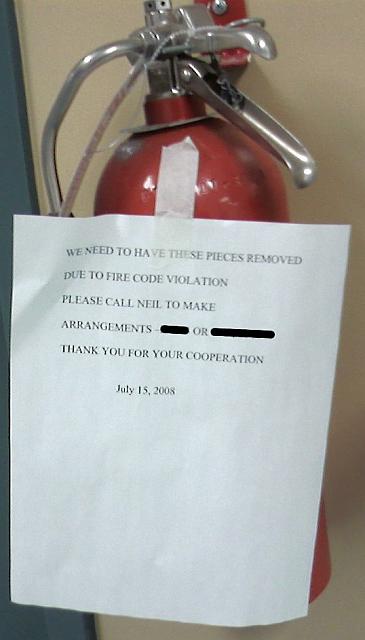 WE NEED TO HAVE THESE PIECES REMOVED
DUE TO FIRE CODE VIOLATION
PLEASE CALL NEIL TO MAKE
ARRANGEMENTS - OR
THANK YOU FOR YOUR COOPERATION
July 15, 2008